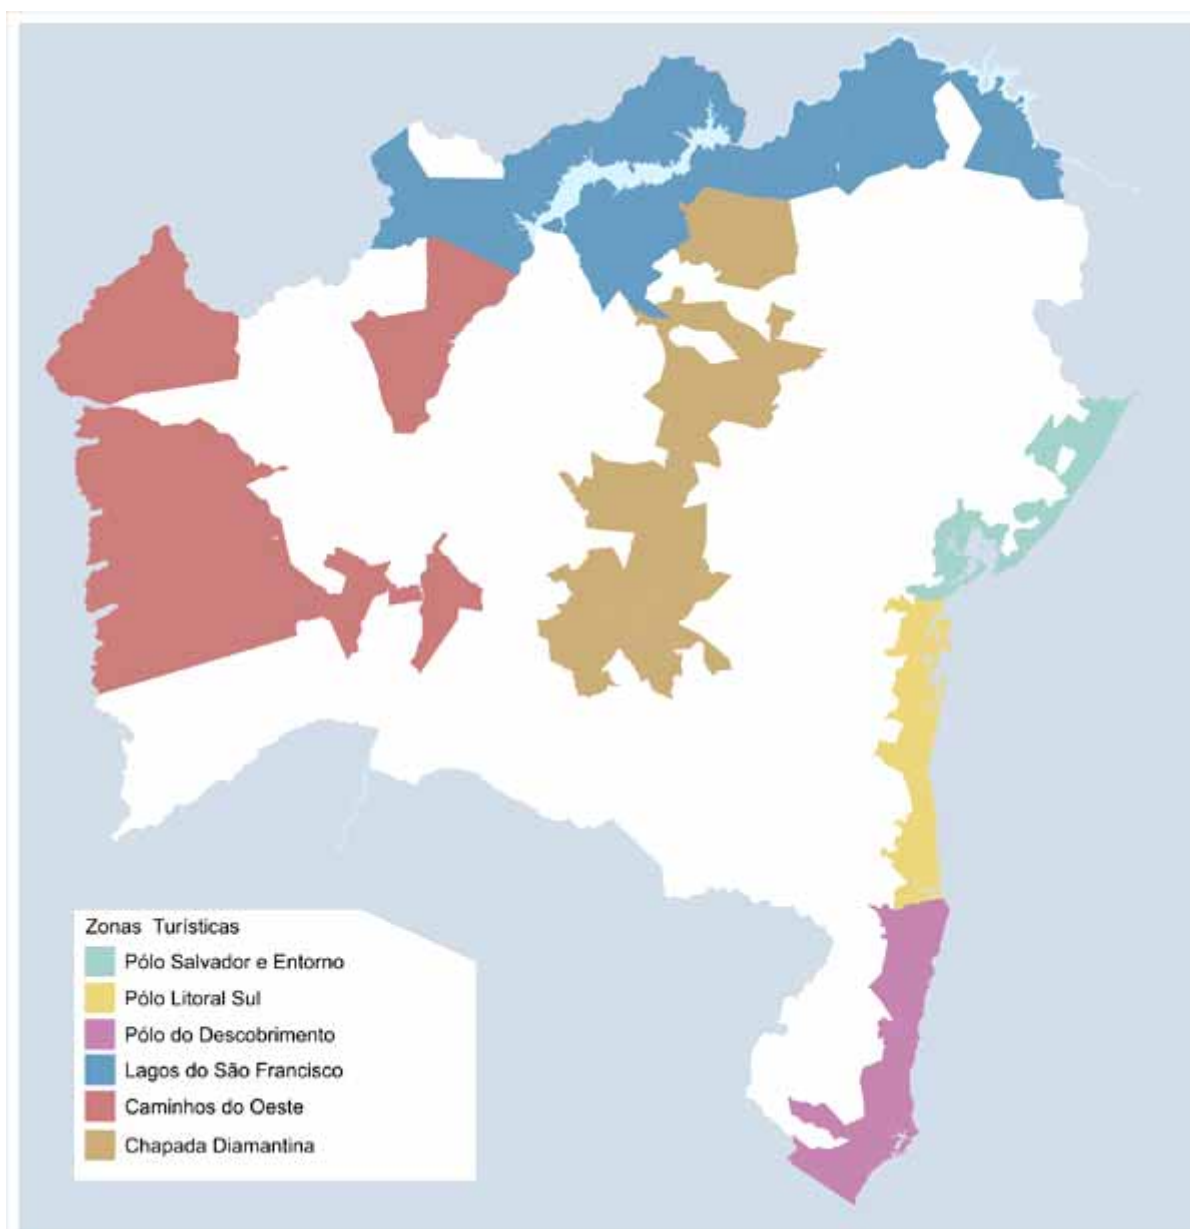 Zonas Turísticas
Pólo Salvador e Entorno
Pólo Litoral Sul
Pólo do Descobrimento
Lagos do São Francisco
Caminhos do Oeste
Chapada Diamantina